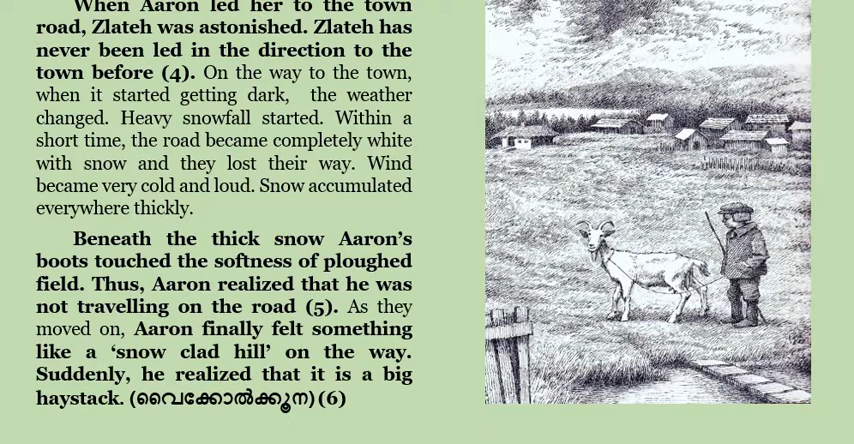 When Aaron led her to the town
road, Zlateh was astonished. Zlateh has
never been led in the direction to the
town before (4). On the way to the town,
when it started getting dark, the weather
changed. Heavy snowfall started. Within a
short time, the road became completely white
with snow and they lost their way. Wind
became very cold and loud. Snow accumulated
everywhere thickly.
Beneath the thick snow Aaron's
boots touched the softness of ploughed
field. Thus, Aaron realized that he was
not travelling on the road (5). As they
moved on, Aaron finally felt something
like a 'snow clad hill' on the way.
Suddenly, he realized that it is a big
haystack. (വൈക്കോൽക്കൂന)(6)